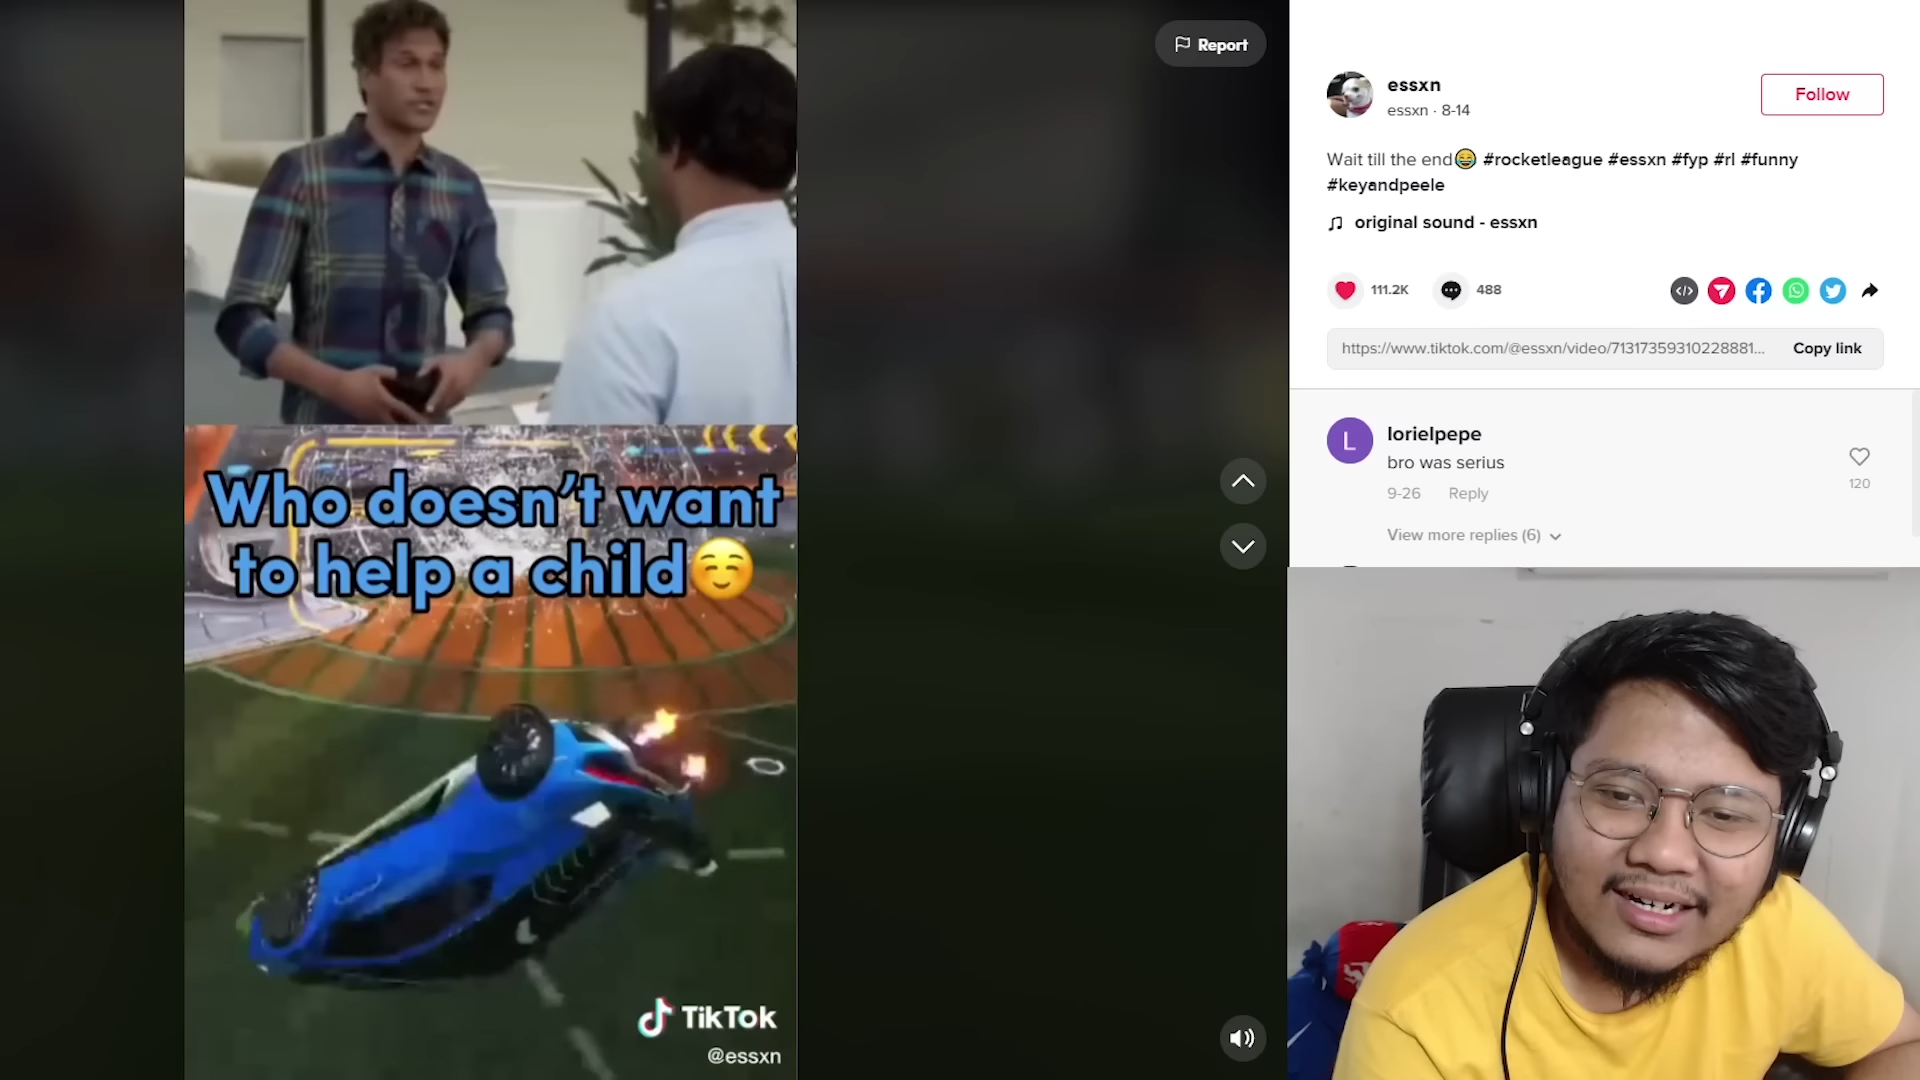 Report
Who doesn't want
to help a child☺️
TikTok
@essxn
essxn
essxn · 8-14
Follow
Wait till the end😂 #rocketleague #essxn #fyp #rl #funny
#keyandpeele
original sound - essxn
111.2K
488
https://www.tiktok.com/@essxn/video/71317359310228881...
Copy link
L
lorielpepe
bro was serius
9-26 Reply
120
View more replies (6)